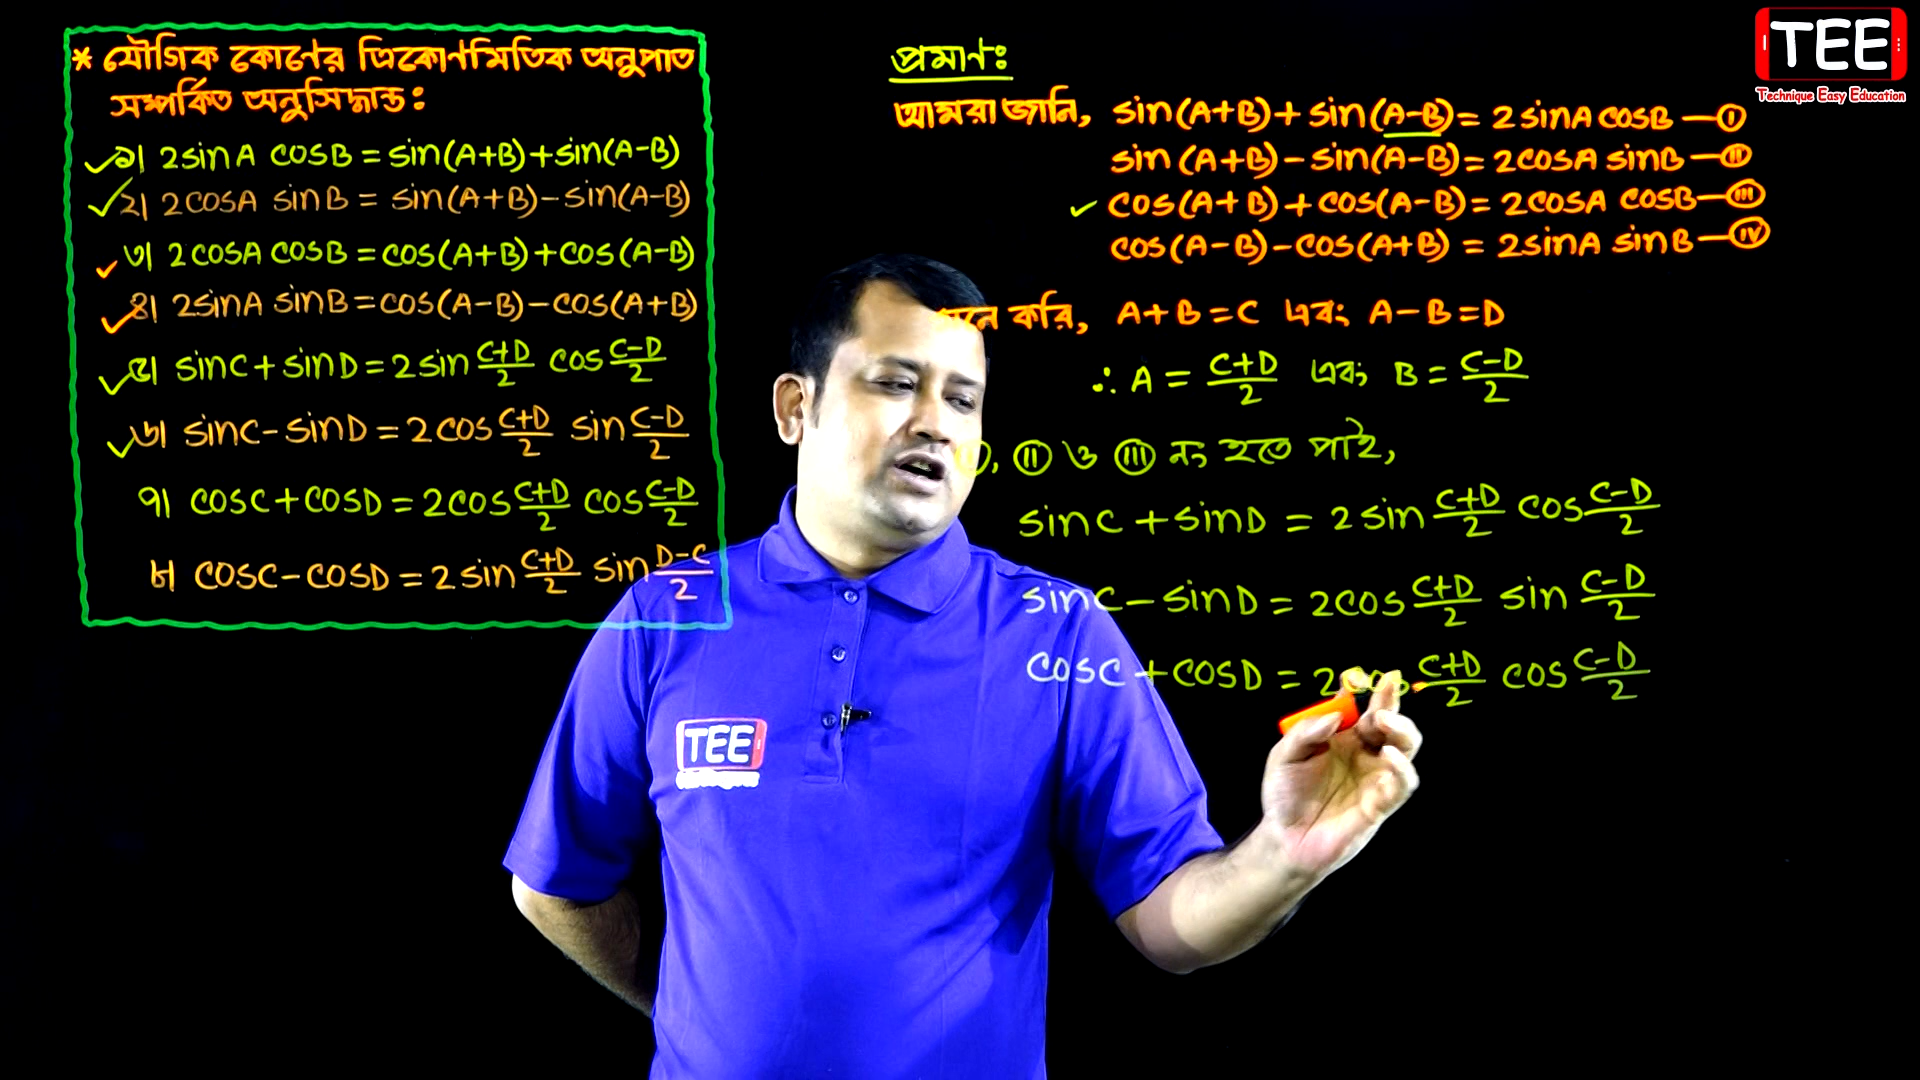 * যৌগিক কোণের ত্রিকোণমিতিক অনুপাত
সম্পর্কিত অনুসিদ্ধান্ত:
১। 2sinA cosB = sin(A+B)+sin(A-B)
২। 2cosA sinB = sin(A+B)-sin(A-B)
৩। 2cosA cosB = cos(A+B)+cos(A-B)
৪। 2sinA sinB = cos(A-B)-cos(A+B)
৫। sinC+sinD = 2sin (C+D)/2 cos (C-D)/2
৬। sinC-sinD = 2cos (C+D)/2 sin (C-D)/2
৭। cosC+cosD = 2cos (C+D)/2 cos (C-D)/2
৮। cosC-cosD = 2sin (C+D)/2 sin (D-C)/2
প্রমাণঃ
আমরা জানি, sin(A+B)+sin(A-B) = 2sinA cosB — (I)
sin(A+B)-sin(A-B) = 2cosA sinB — (II)
cos(A+B)+cos(A-B) = 2cosA cosB — (III)
cos(A-B)-cos(A+B) = 2sinA sinB — (IV)
মনে করি, A+B = C এবং A-B = D
∴ A = (C+D)/2 এবং B = (C-D)/2
(I), (II) ও (III) নং হতে পাই,
sinC + sinD = 2sin (C+D)/2 cos (C-D)/2
sinC - sinD = 2cos (C+D)/2 sin (C-D)/2
cosC + cosD = 2cos (C+D)/2 cos (C-D)/2
TEE
Technique Easy Education
TEE